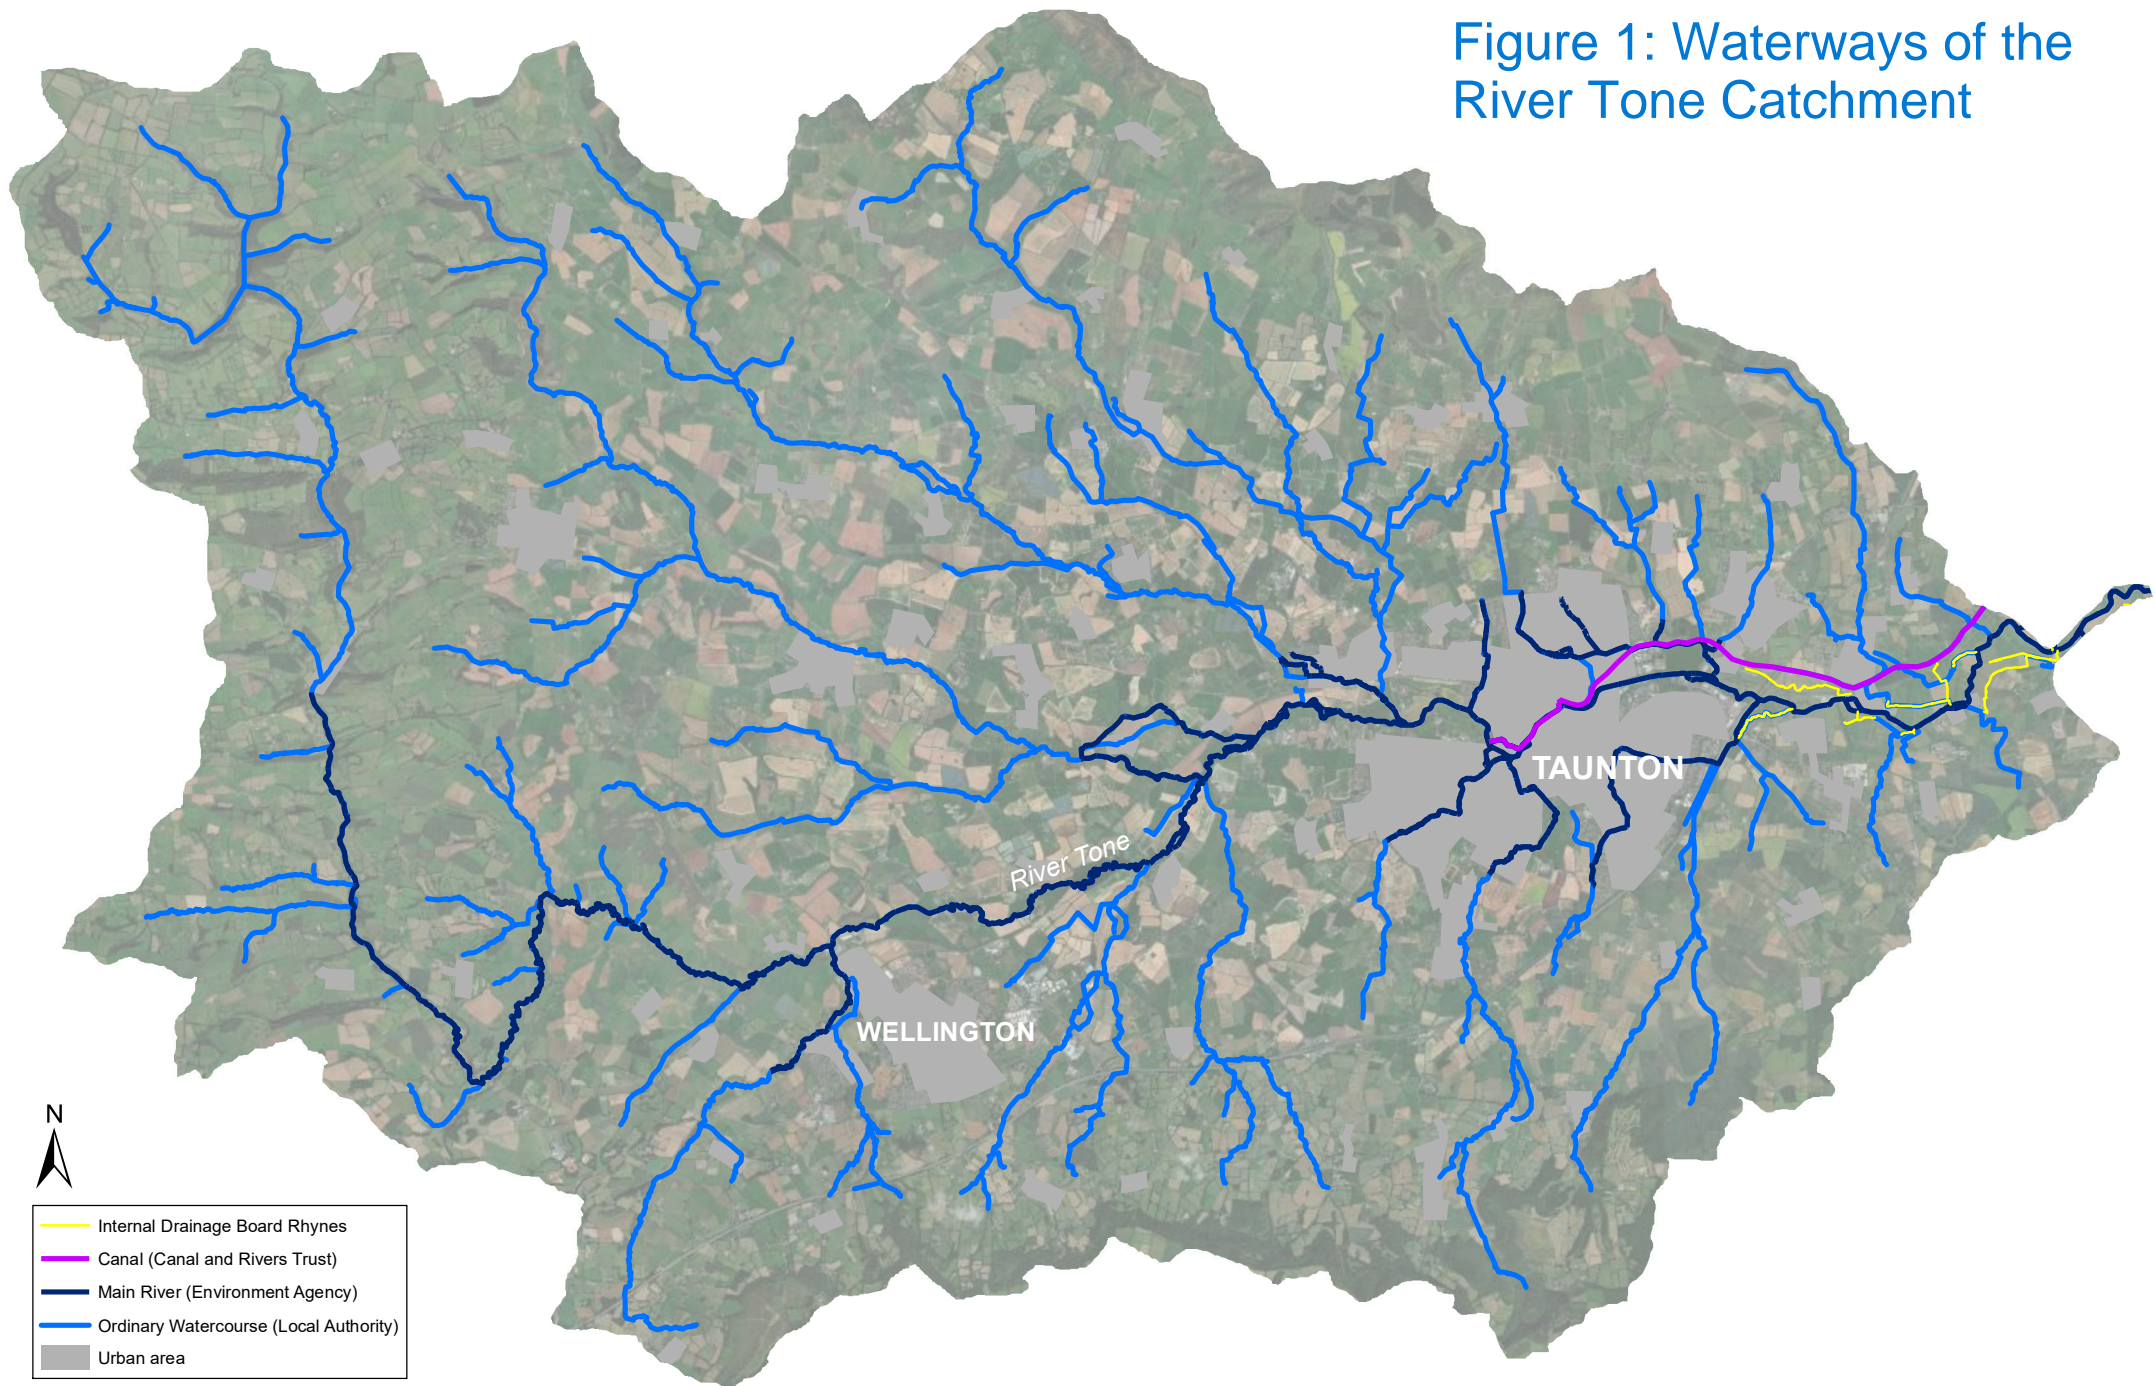 Figure 1: Waterways of the
River Tone Catchment
TAUNTON
River Tone
WELLINGTON
N
Internal Drainage Board Rhynes
Canal (Canal and Rivers Trust)
Main River (Environment Agency)
Ordinary Watercourse (Local Authority)
Urban area